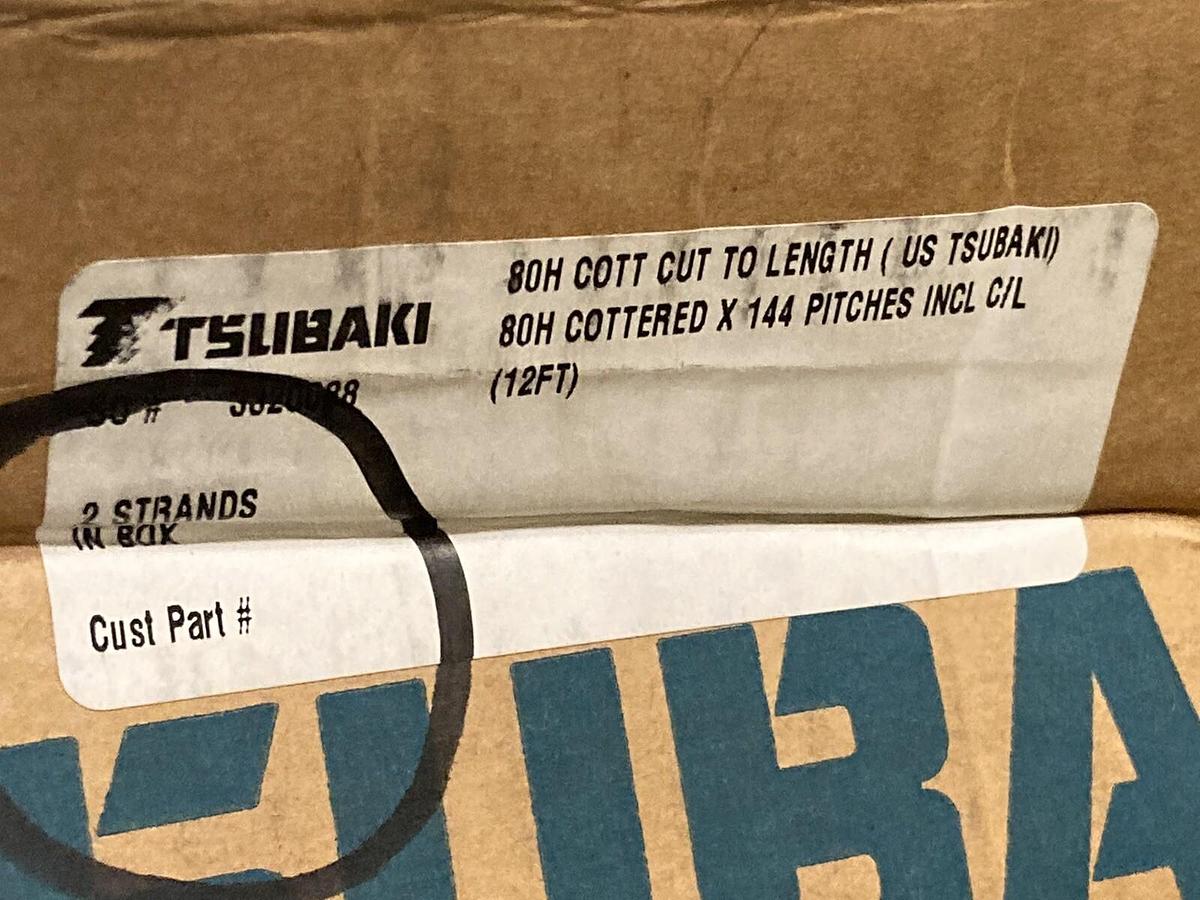 TSUBAKI
80H COTT CUT TO LENGTH ( US TSUBAKI)
80H COTTERED X 144 PITCHES INCL C/L
(12FT)
#
2 STRANDS
IN BOX
Cust Part #
UBA